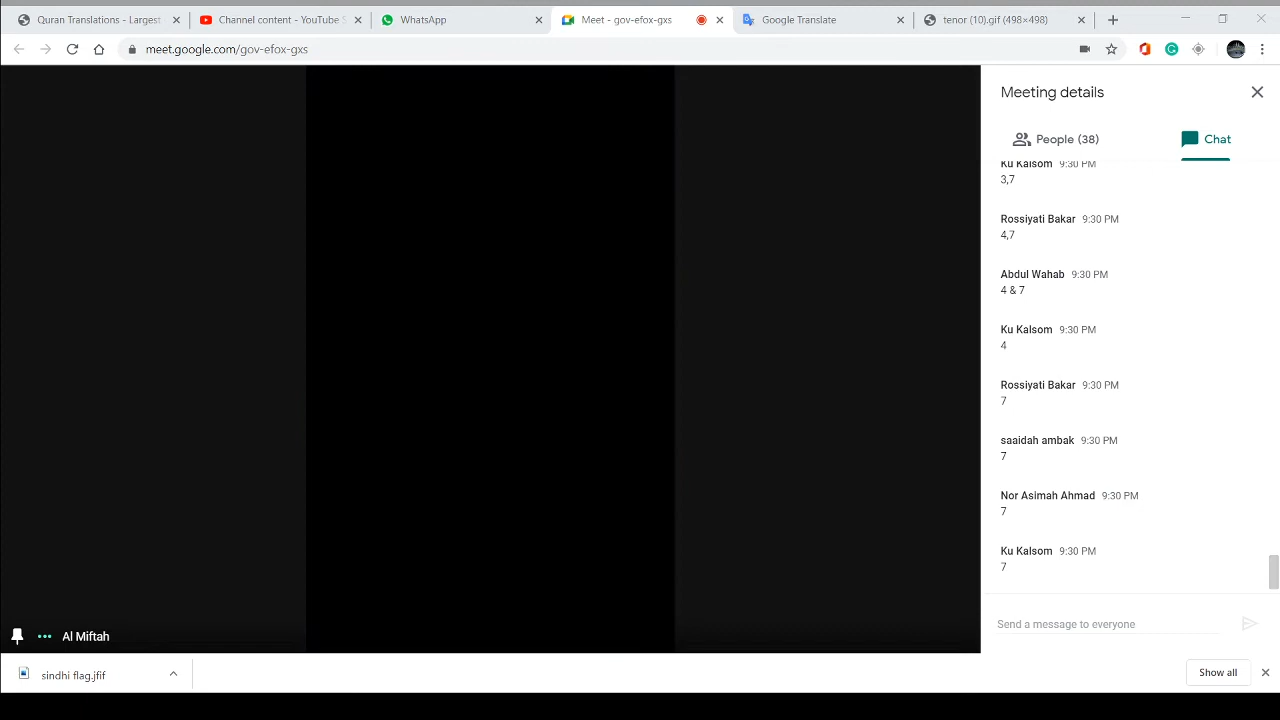 Quran Translations - Largest
Channel content - YouTube S
WhatsApp
Meet - gov-efox-gxs
Google Translate
tenor (10).gif (498×498)
meet.google.com/gov-efox-gxs
Meeting details
People (38)
Chat
Ku Kalsom 9:30 PM
3,7
Rossiyati Bakar 9:30 PM
4,7
Abdul Wahab 9:30 PM
4 & 7
Ku Kalsom 9:30 PM
4
Rossiyati Bakar 9:30 PM
7
saaidah ambak 9:30 PM
7
Nor Asimah Ahmad 9:30 PM
7
Ku Kalsom 9:30 PM
7
Send a message to everyone
Al Miftah
sindhi flag.jfif
Show all